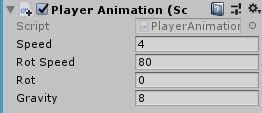 Player Animation (Sc
Script PlayerAnimation
Speed 4
Rot Speed 80
Rot 0
Gravity 8